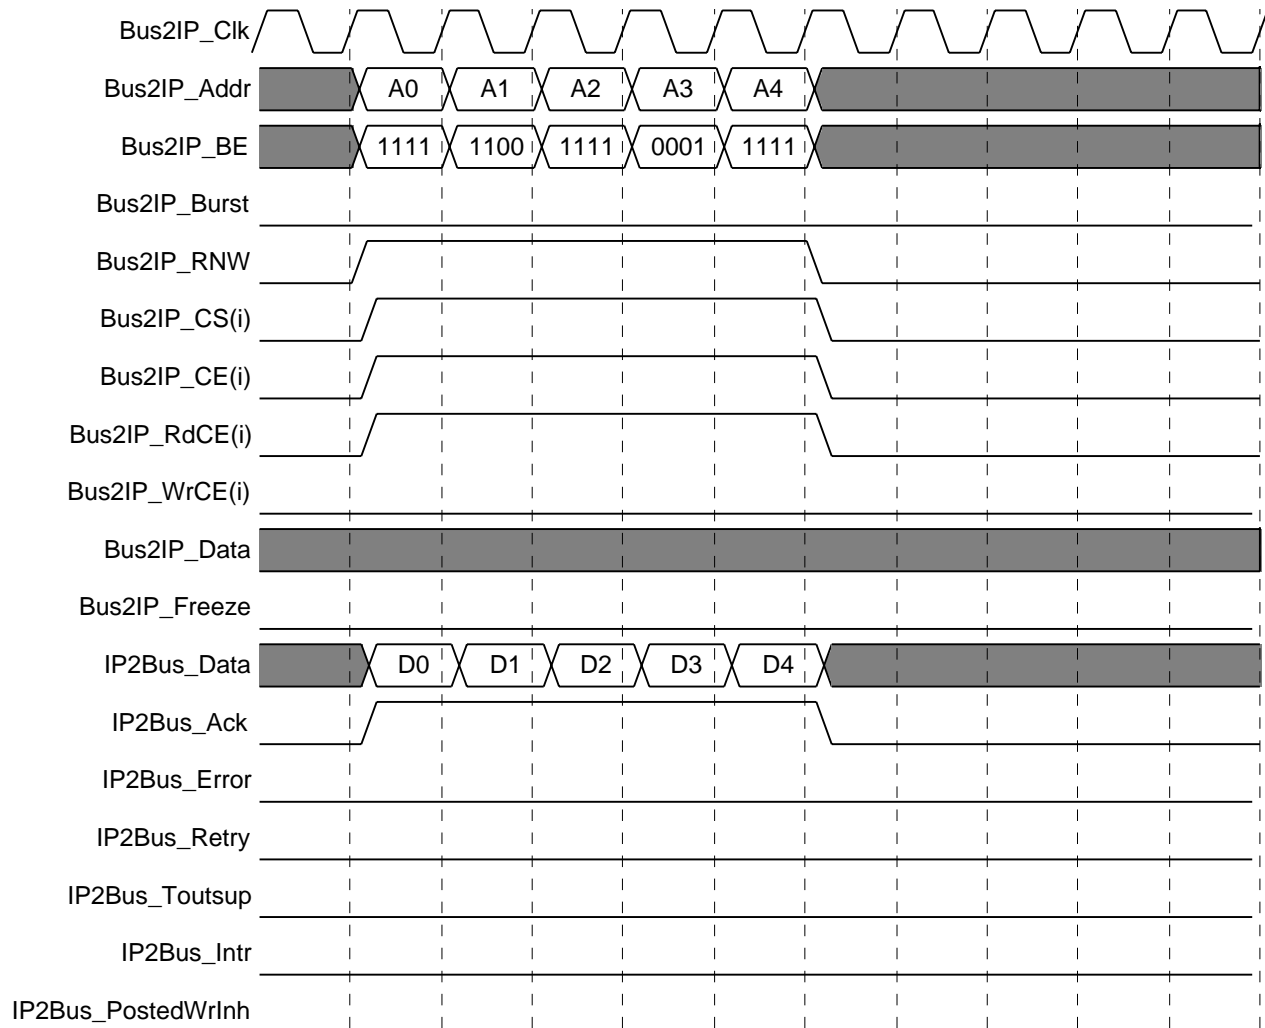 Bus2IP_Clk
Bus2IP_Addr A0 A1 A2 A3 A4
Bus2IP_BE 1111 1100 1111 0001 1111
Bus2IP_Burst
Bus2IP_RNW
Bus2IP_CS(i)
Bus2IP_CE(i)
Bus2IP_RdCE(i)
Bus2IP_WrCE(i)
Bus2IP_Data
Bus2IP_Freeze
IP2Bus_Data D0 D1 D2 D3 D4
IP2Bus_Ack
IP2Bus_Error
IP2Bus_Retry
IP2Bus_Toutsup
IP2Bus_Intr
IP2Bus_PostedWrInh